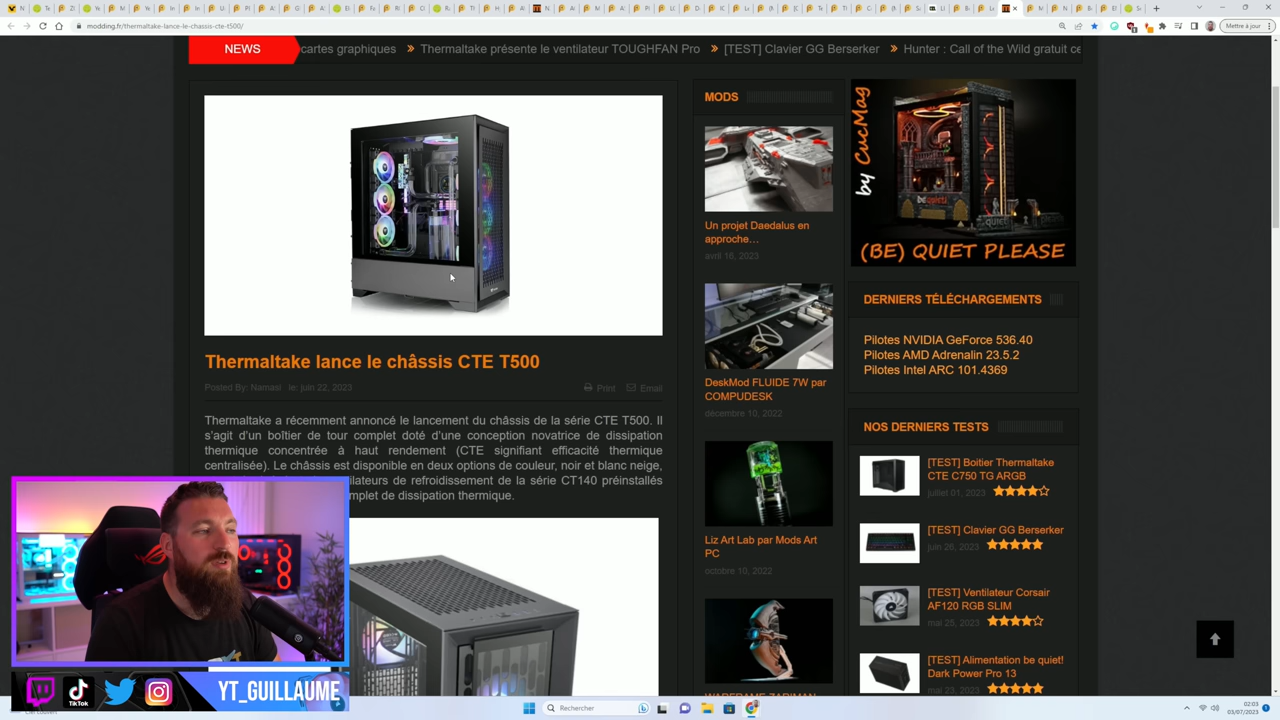 modding.fr/thermaltake-lance-le-chassis-cte-t500/
Mettre à jour
NEWS
cartes graphiques
Thermaltake présente le ventilateur TOUGHFAN Pro
[TEST] Clavier GG Berserker
Hunter : Call of the Wild gratuit ce
Thermaltake lance le châssis CTE T500
Posted By: Namasi le: juin 22, 2023
Print
Email
Thermaltake a récemment annoncé le lancement du châssis de la série CTE T500. Il
s'agit d'un boîtier de tour complet doté d'une conception novatrice de dissipation
thermique concentrée à haut rendement (CTE signifiant efficacité thermique
centralisée). Le châssis est disponible en deux options de couleur, noir et blanc neige,
ilateurs de refroidissement de la série CT140 préinstallés
mplet de dissipation thermique.
MODS
Un projet Daedalus en
approche…
avril 16, 2023
DeskMod FLUIDE 7W par
COMPUDESK
décembre 10, 2022
Liz Art Lab par Mods Art
PC
octobre 10, 2022
by CucMag
(BE) QUIET PLEASE
DERNIERS TÉLÉCHARGEMENTS
Pilotes NVIDIA GeForce 536.40
Pilotes AMD Adrenalin 23.5.2
Pilotes Intel ARC 101.4369
NOS DERNIERS TESTS
[TEST] Boitier Thermaltake
CTE C750 TG ARGB
juillet 01, 2023
[TEST] Clavier GG Berserker
juin 26, 2023
[TEST] Ventilateur Corsair
AF120 RGB SLIM
mai 25, 2023
[TEST] Alimentation be quiet!
Dark Power Pro 13
mai 23, 2023
TikTok
YT_GUILLAUME
Rechercher
02:03
03/07/2023